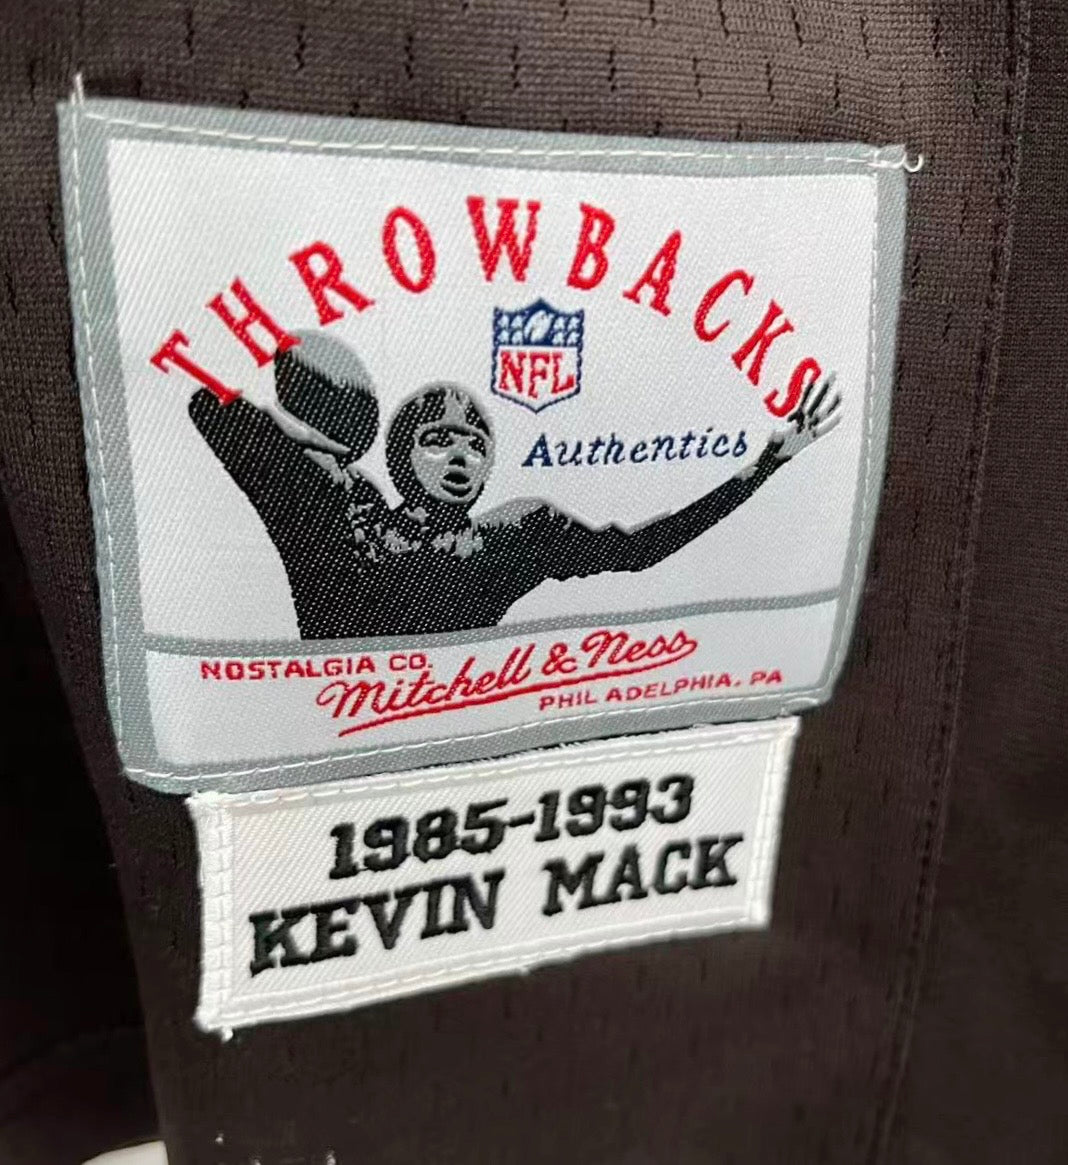 THROWBACKS
NFL
Authentics
NOSTALGIA CO.
Mitchell & Ness
PHILADELPHIA, PA
1985-1993
KEVIN MACK